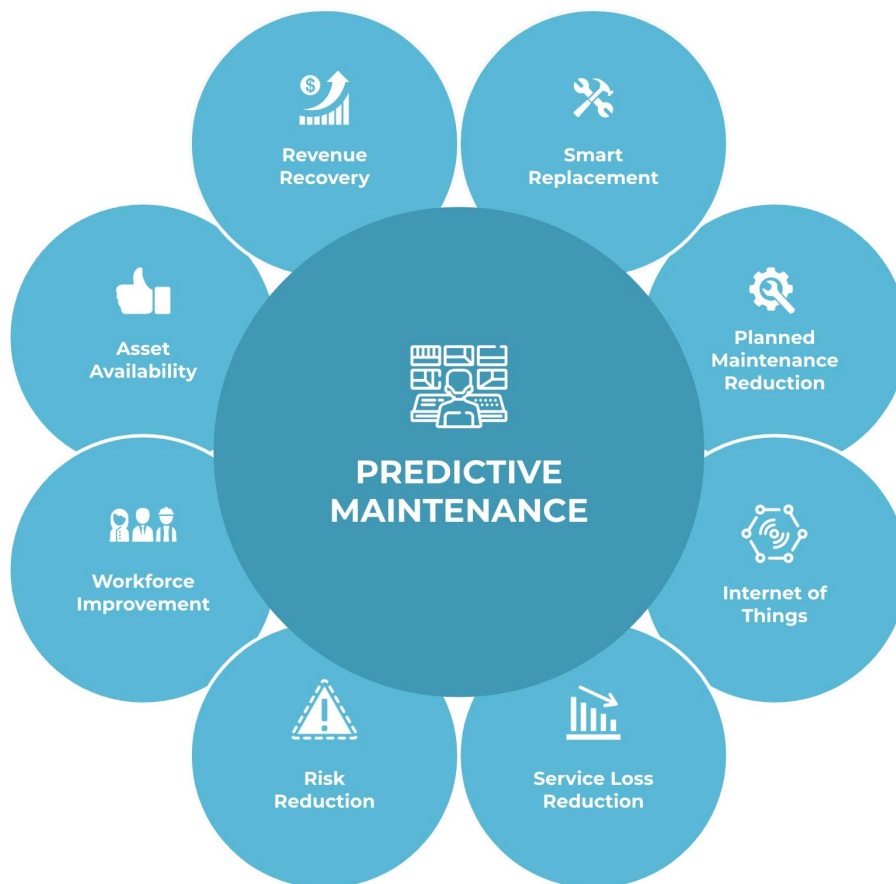 Revenue
Recovery
Smart
Replacement
Asset
Availability
Planned
Maintenance
Reduction
PREDICTIVE
MAINTENANCE
Workforce
Improvement
Internet of
Things
Risk
Reduction
Service Loss
Reduction